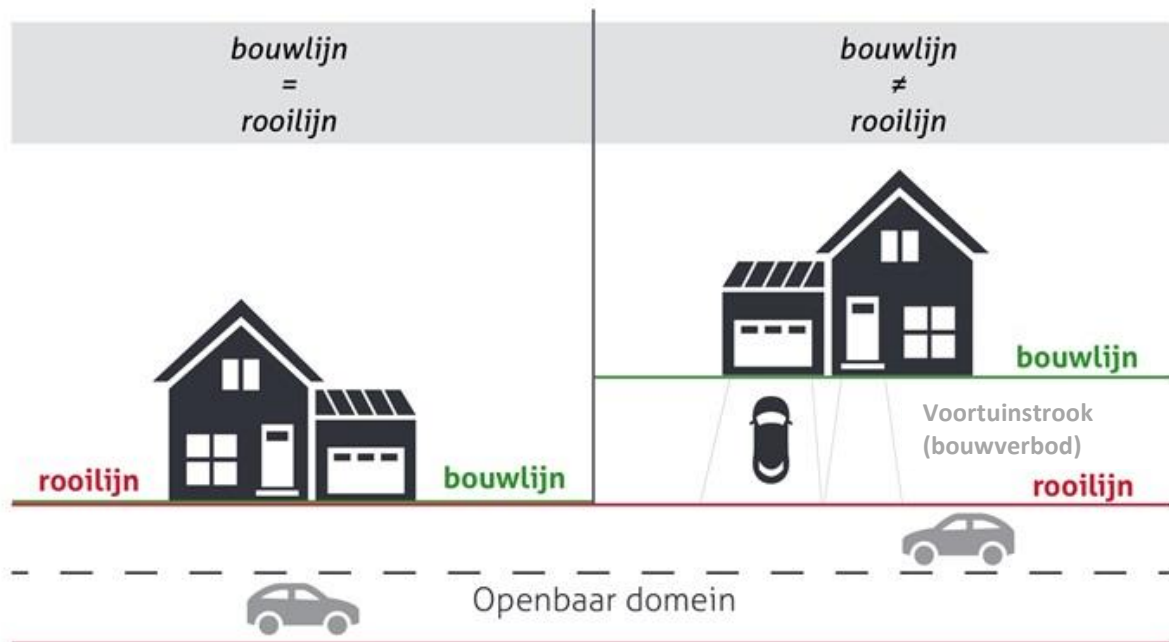 bouwlijn
=
rooilijn
bouwlijn
≠
rooilijn
rooilijn
bouwlijn
bouwlijn
Voortuinstrook
(bouwverbod)
rooilijn
Openbaar domein